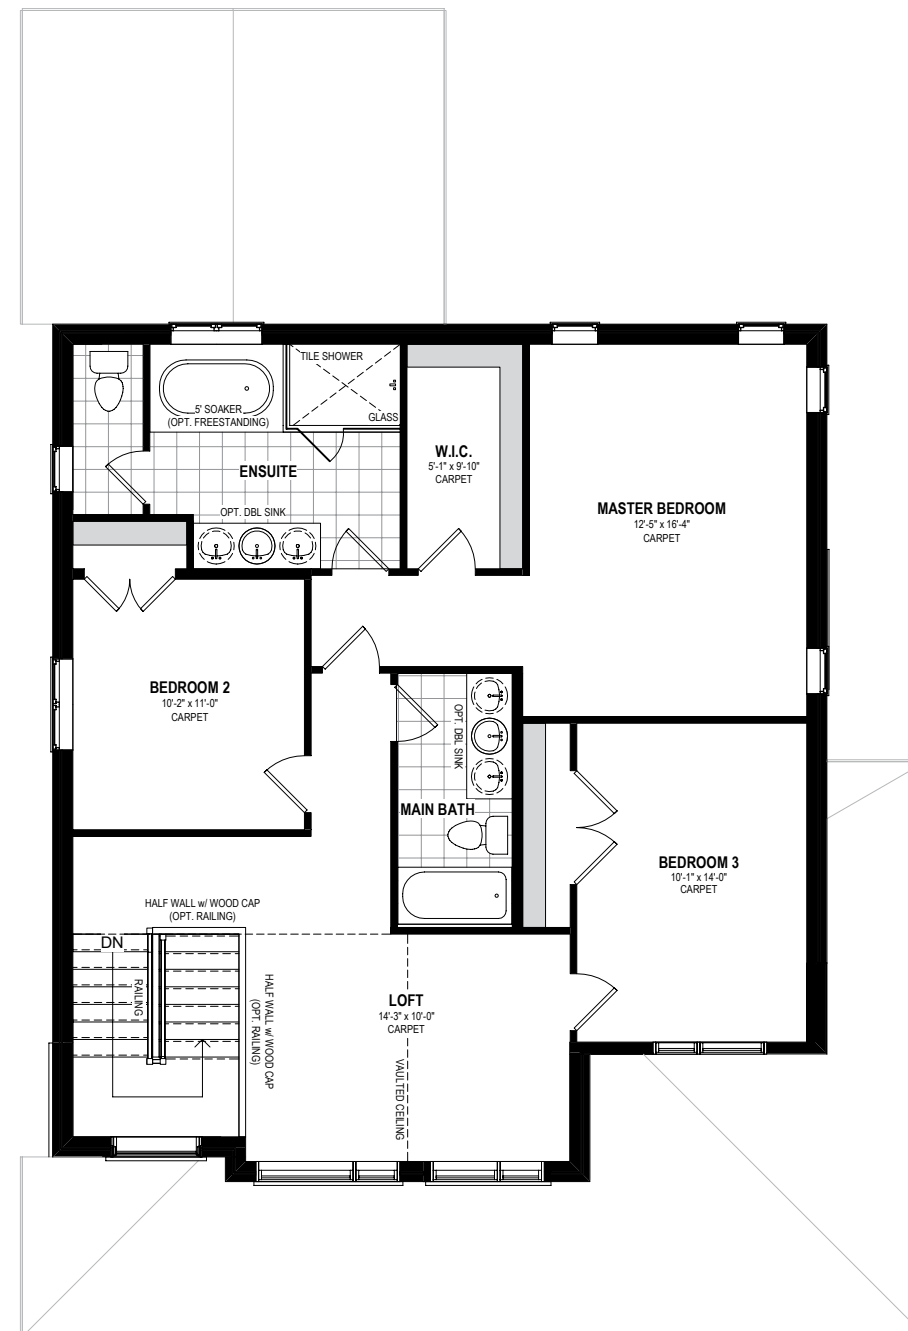 TILE SHOWER
5' SOAKER
(OPT. FREESTANDING)
GLASS
ENSUITE
W.I.C.
5'-1" x 9'-10"
CARPET
OPT. DBL SINK
MASTER BEDROOM
12'-5" x 16'-4"
CARPET
BEDROOM 2
10'-2" x 11'-0"
CARPET
OPT. DBL SINK
MAIN BATH
BEDROOM 3
10'-1" x 14'-0"
CARPET
HALF WALL w/ WOOD CAP
(OPT. RAILING)
DN
RAILING
HALF WALL w/ WOOD CAP
(OPT. RAILING)
LOFT
14'-3" x 10'-0"
CARPET
VAULTED CEILING